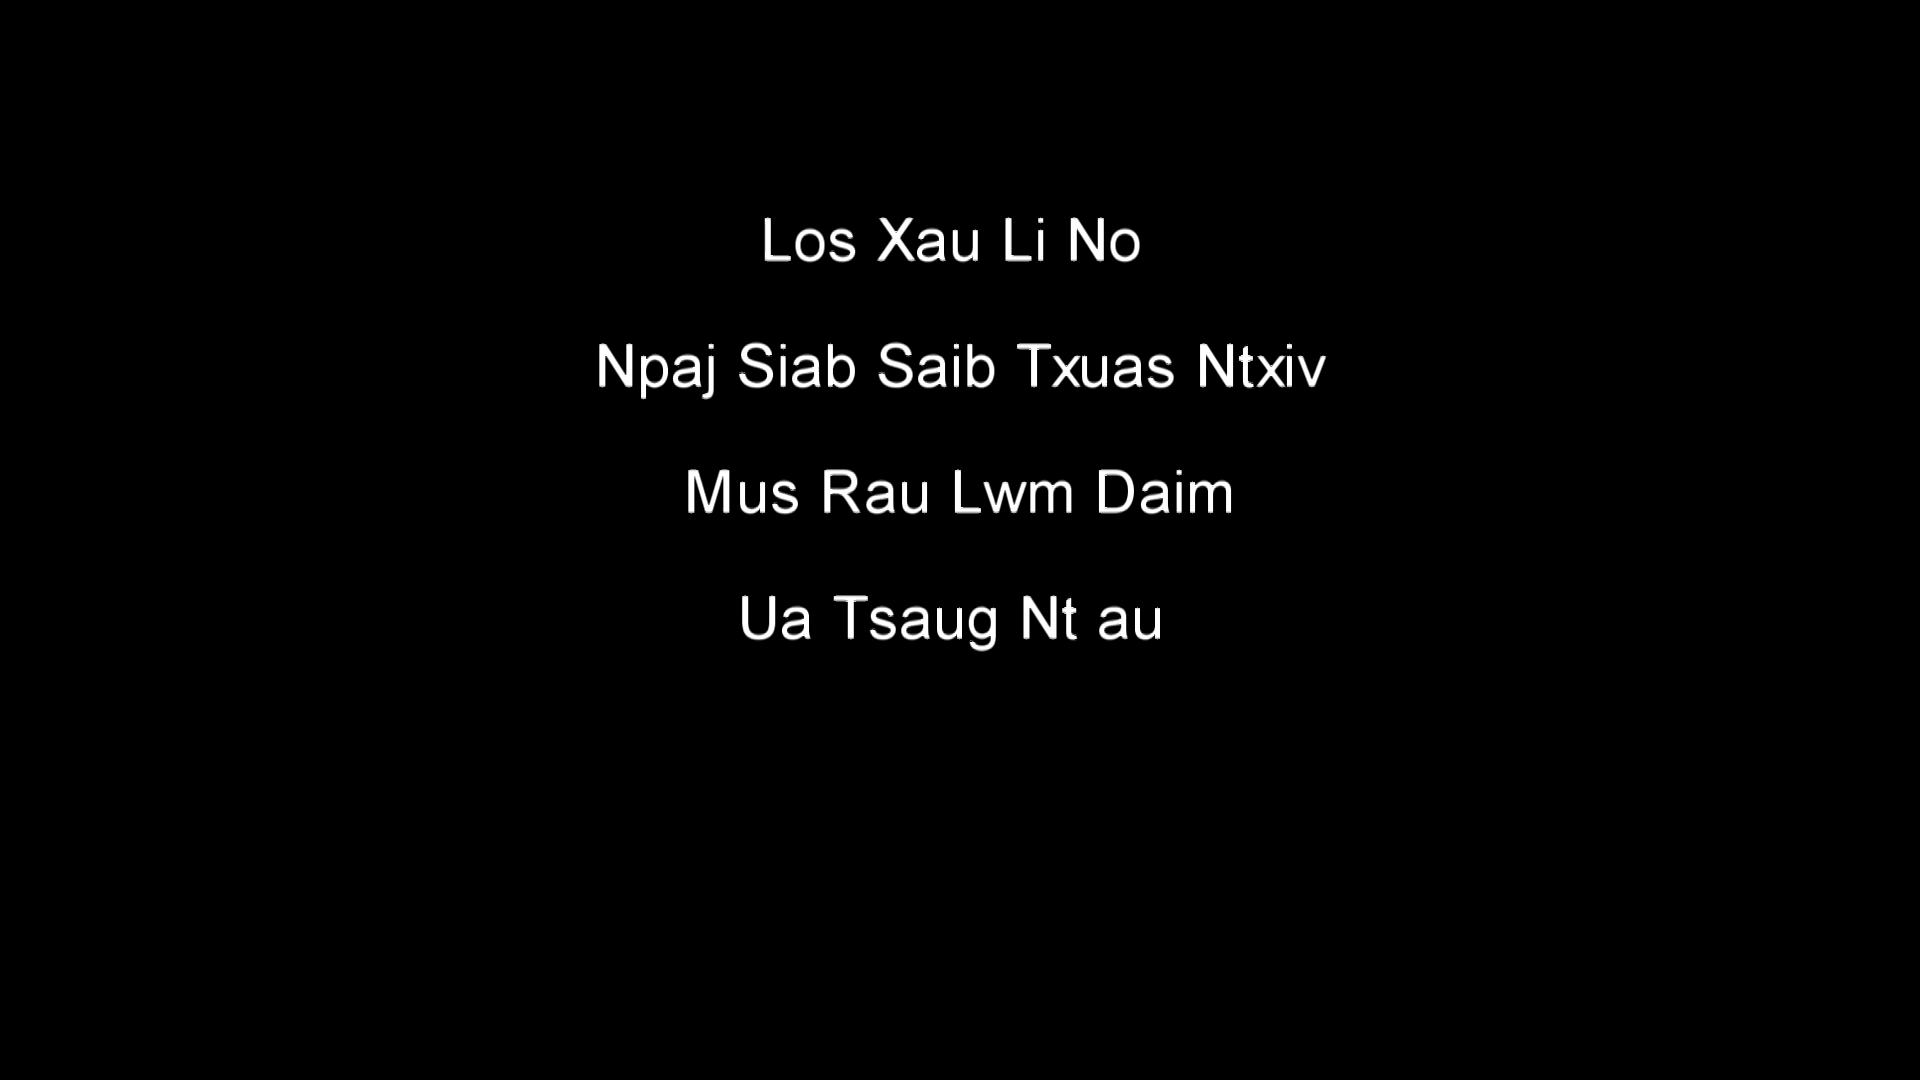 Los Xau Li No
Npaj Siab Saib Txuas Ntxiv
Mus Rau Lwm Daim
Ua Tsaug Nt au